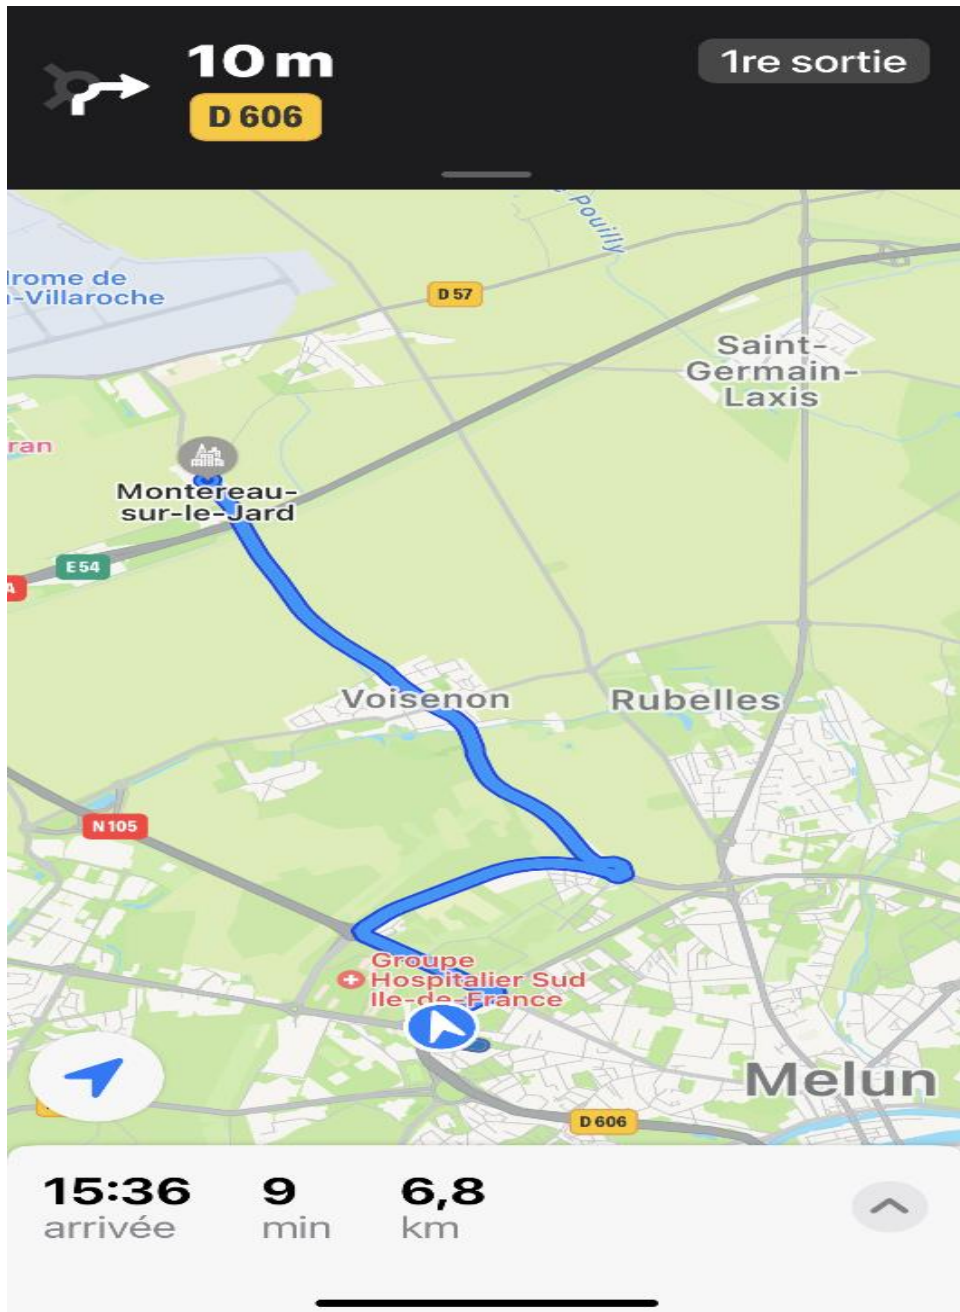 10 m
1re sortie
D 606
Pouilly
drome de
-Villaroche
D 57
Saint-
Germain-
Laxis
ran
Montereau-
sur-le-Jard
E 54
A
Voisenon
Rubelles
N 105
Groupe
Hospitalier Sud
Ile-de-France
Melun
D 606
15:36
9
6,8
arrivée
min
km